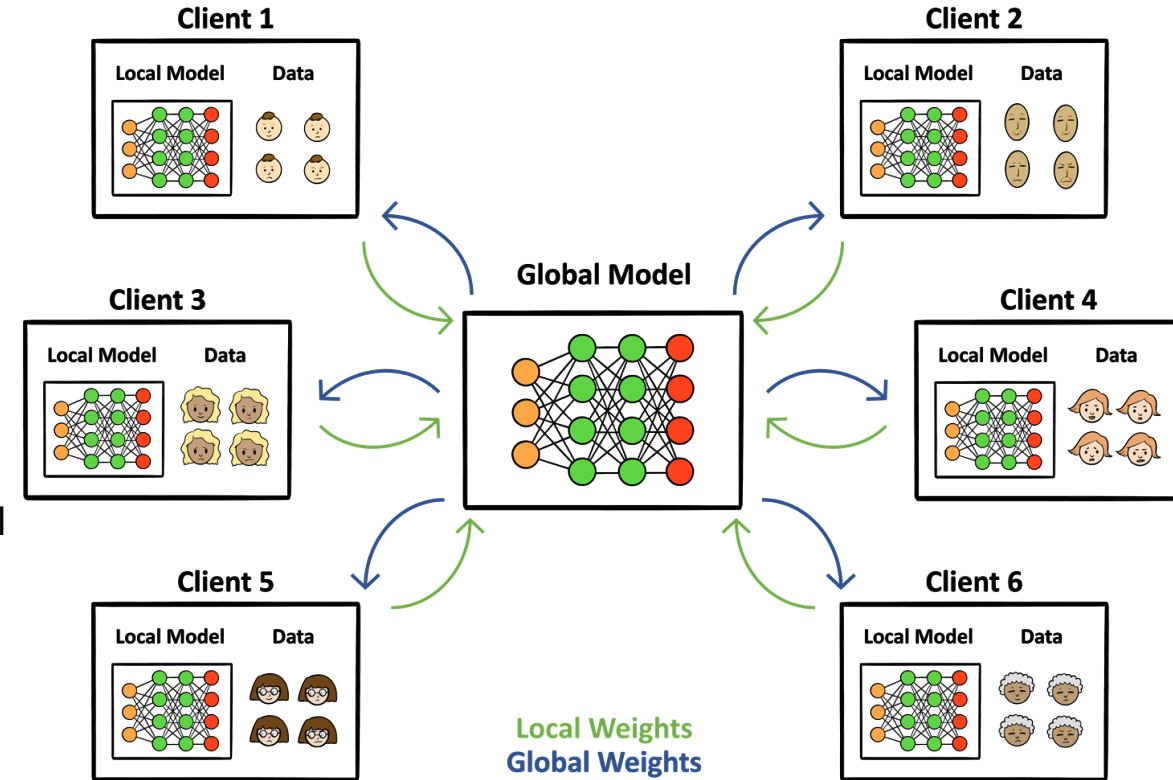 Client 1
Client 2
Local Model Data
Local Model Data
Global Model
Client 3
Client 4
Local Model Data
Local Model Data
Client 5
Client 6
Local Model Data
Local Model Data
Local Weights
Global Weights